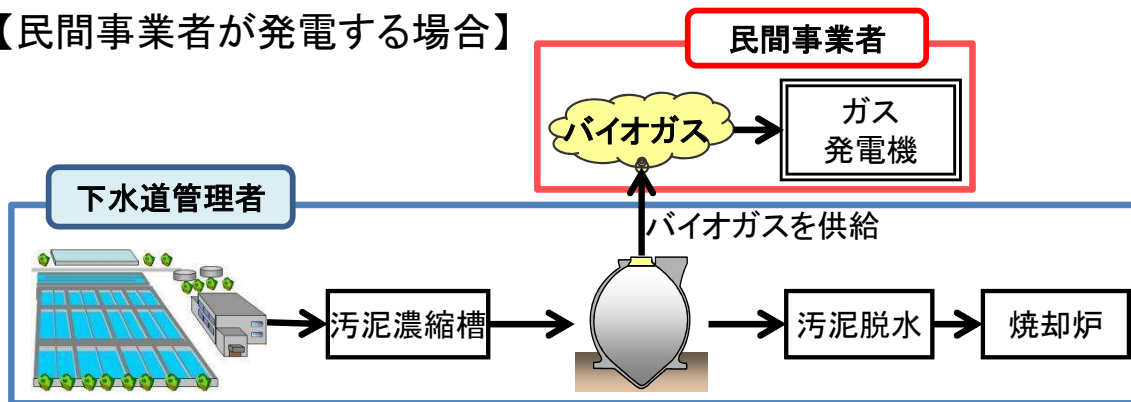 【民間事業者が発電する場合】
民間事業者
バイオガス
ガス
発電機
下水道管理者
バイオガスを供給
汚泥濃縮槽
汚泥脱水
焼却炉